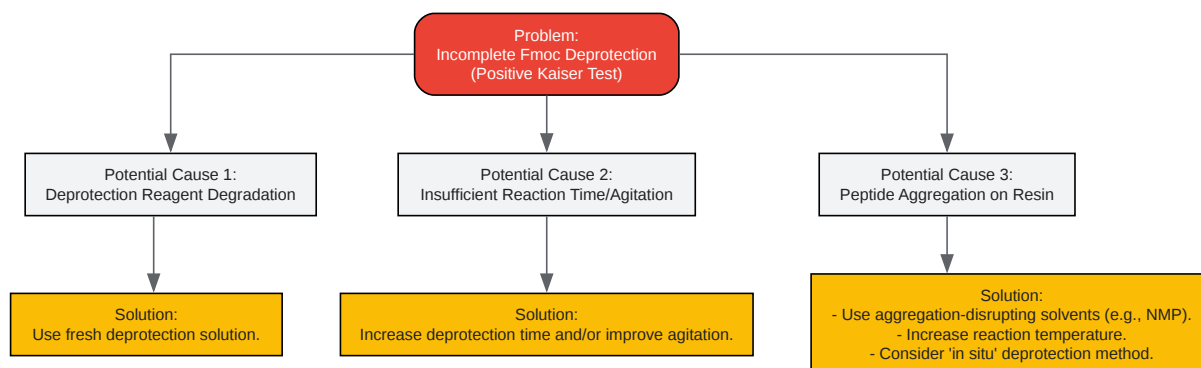 Problem:
Incomplete Fmoc Deprotection
(Positive Kaiser Test)
Potential Cause 1:
Deprotection Reagent Degradation
Potential Cause 2:
Insufficient Reaction Time/Agitation
Potential Cause 3:
Peptide Aggregation on Resin
Solution:
Use fresh deprotection solution.
Solution:
Increase deprotection time and/or improve agitation.
Solution:
- Use aggregation-disrupting solvents (e.g., NMP).
- Increase reaction temperature.
- Consider 'in situ' deprotection method.